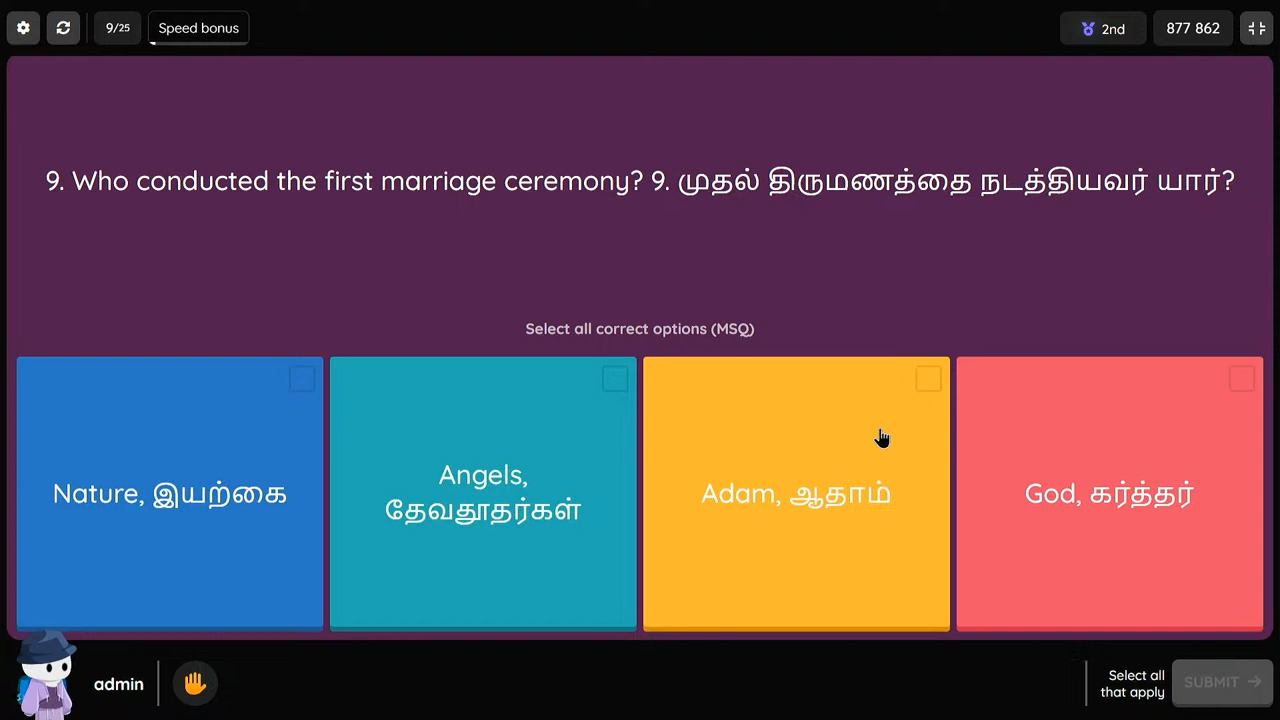 9/25
Speed bonus
2nd
877 862
9. Who conducted the first marriage ceremony? 9. முதல் திருமணத்தை நடத்தியவர் யார்?
Select all correct options (MSQ)
Nature, இயற்கை
Angels,
தேவதூதர்கள்
Adam, ஆதாம்
God, கர்த்தர்
admin
Select all
that apply
SUBMIT